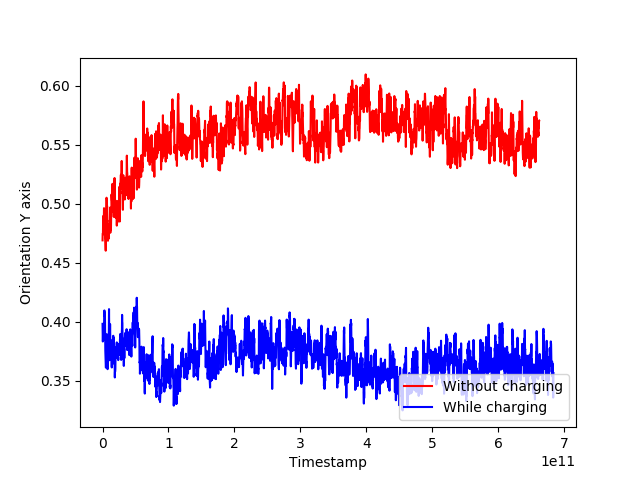 0.60
0.55
0.50
0.45
0.40
0.35
Orientation Y axis
0 1 2 3 4 5 6 7
Timestamp
1e11
Without charging
While charging